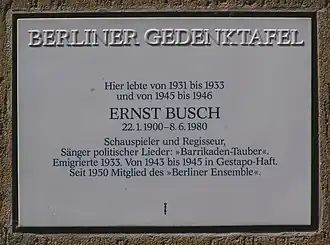 BERLINER GEDENKTAFEL
Hier lebte von 1931 bis 1933
und von 1945 bis 1946
ERNST BUSCH
22.1.1900–8.6.1980
Schauspieler und Regisseur,
Sänger politischer Lieder: »Barrikaden-Tauber«.
Emigrierte 1933. Von 1943 bis 1945 in Gestapo-Haft.
Seit 1950 Mitglied des »Berliner Ensemble«.